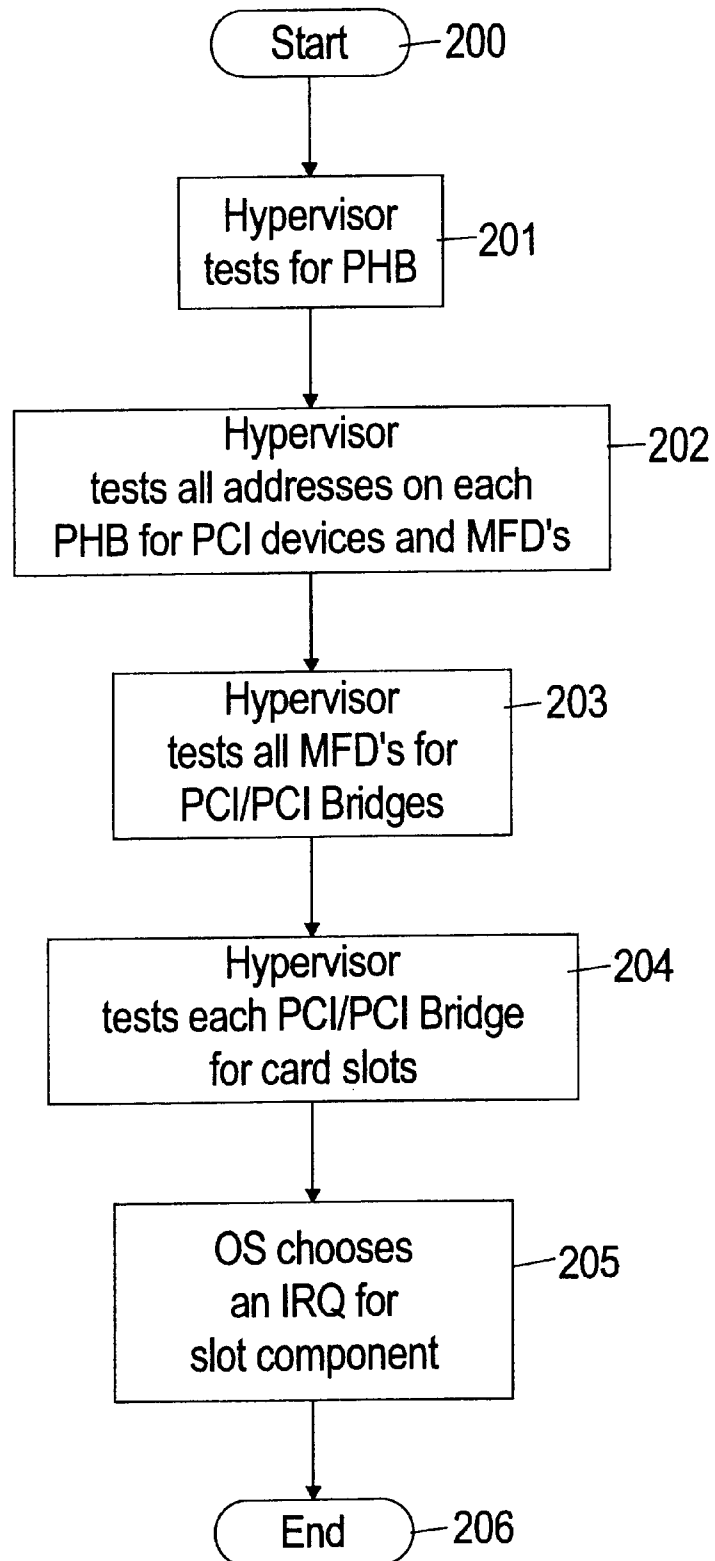 Start
200
Hypervisor
tests for PHB
201
Hypervisor
tests all addresses on each
PHB for PCI devices and MFD's
202
Hypervisor
tests all MFD's for
PCI/PCI Bridges
203
Hypervisor
tests each PCI/PCI Bridge
for card slots
204
OS chooses
an IRQ for
slot component
205
End
206